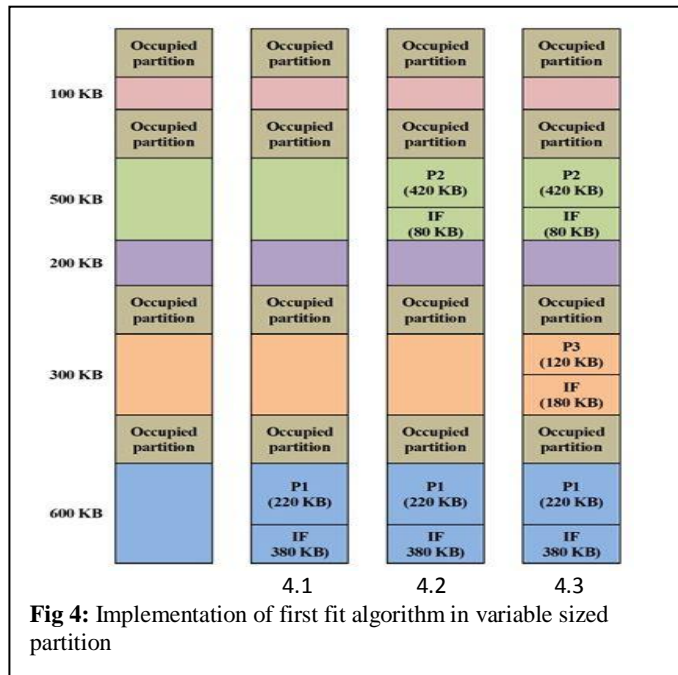 Occupied partition Occupied partition Occupied partition Occupied partition
100 KB
Occupied partition Occupied partition Occupied partition Occupied partition
500 KB
P2 (420 KB) P2 (420 KB)
IF (80 KB) IF (80 KB)
200 KB
Occupied partition Occupied partition Occupied partition Occupied partition
300 KB
P3 (120 KB)
IF (180 KB)
Occupied partition Occupied partition Occupied partition Occupied partition
600 KB
P1 (220 KB) P1 (220 KB) P1 (220 KB)
IF 380 KB) IF 380 KB) IF 380 KB)
4.1 4.2 4.3
Fig 4: Implementation of first fit algorithm in variable sized
partition